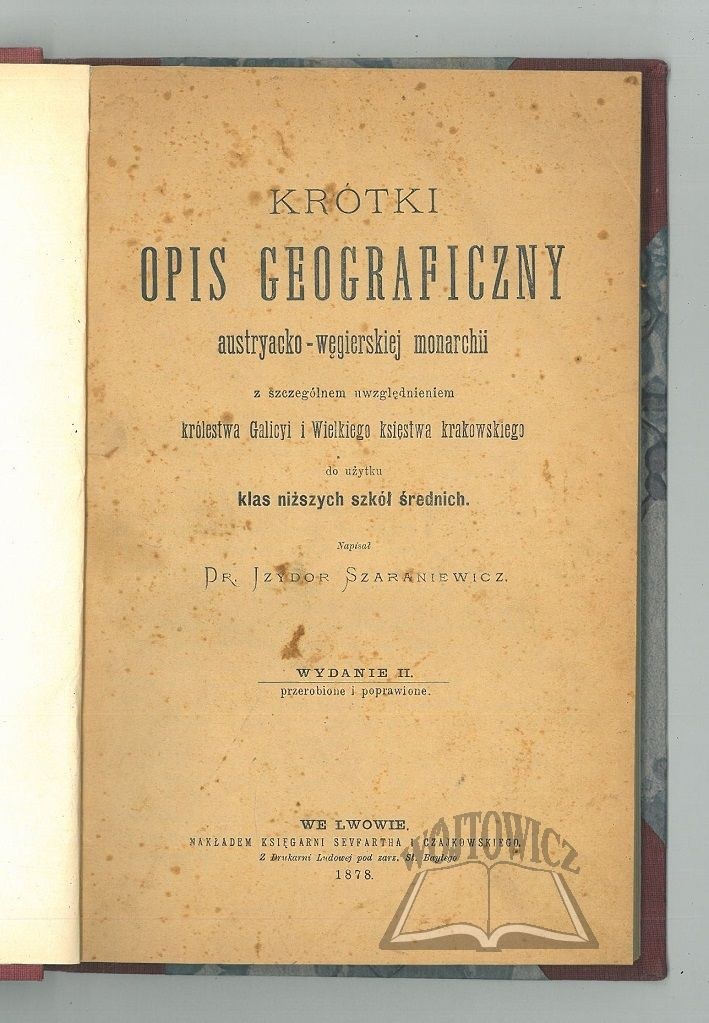 KRÓTKI
OPIS GEOGRAFICZNY
austryacko-węgierskiej monarchii
z szczególnem uwzględnieniem
królestwa Galicyi i Wielkiego księstwa krakowskiego
do użytku
klas niższych szkół średnich.
Napisał
DR. IZYDOR SZARANIEWICZ.
WYDANIE II.
przerobione i poprawione.
WE LWOWIE,
NAKŁADEM KSIĘGARNI SEYFARTHA i CZAJKOWSKIEGO.
Z Drukarni Ludowej pod zarz. St. Baylego
1878.
WÓJTOWICZ